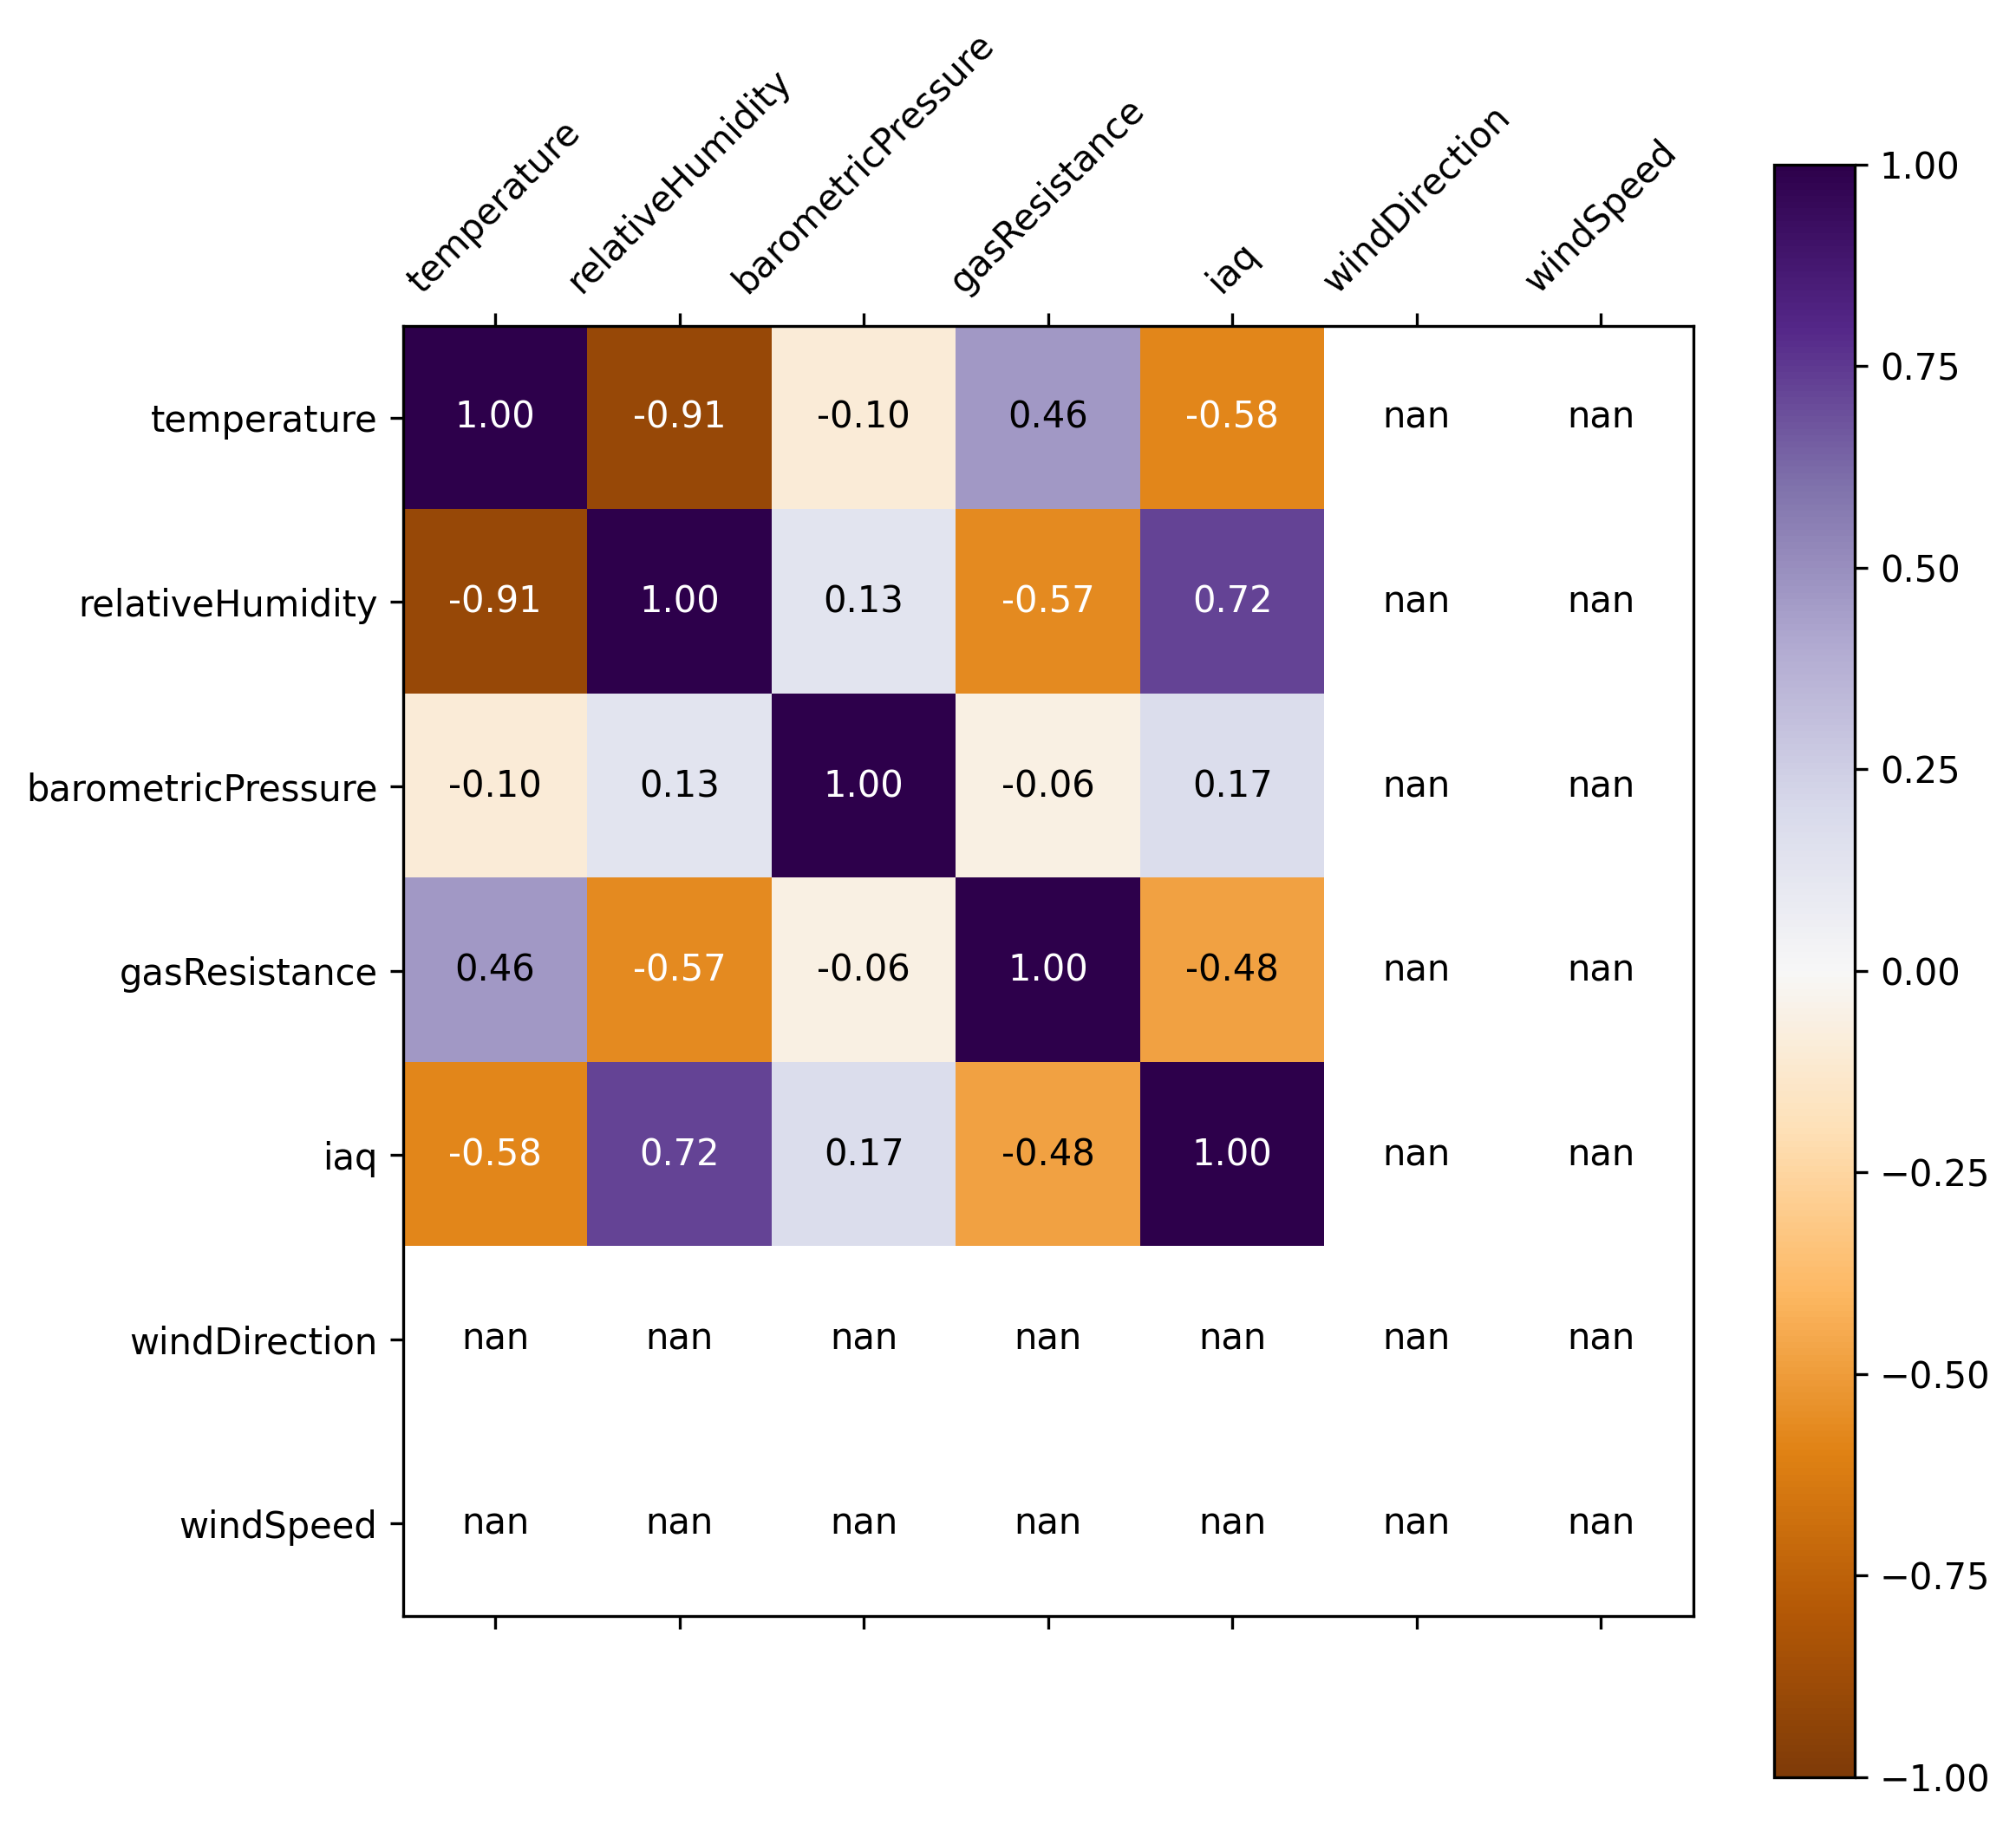 temperature
relativeHumidity
barometricPressure
gasResistance
iaq
windDirection
windSpeed
temperature 1.00 -0.91 -0.10 0.46 -0.58 nan nan
relativeHumidity -0.91 1.00 0.13 -0.57 0.72 nan nan
barometricPressure -0.10 0.13 1.00 -0.06 0.17 nan nan
gasResistance 0.46 -0.57 -0.06 1.00 -0.48 nan nan
iaq -0.58 0.72 0.17 -0.48 1.00 nan nan
windDirection nan nan nan nan nan nan nan
windSpeed nan nan nan nan nan nan nan
1.00
0.75
0.50
0.25
0.00
−0.25
−0.50
−0.75
−1.00